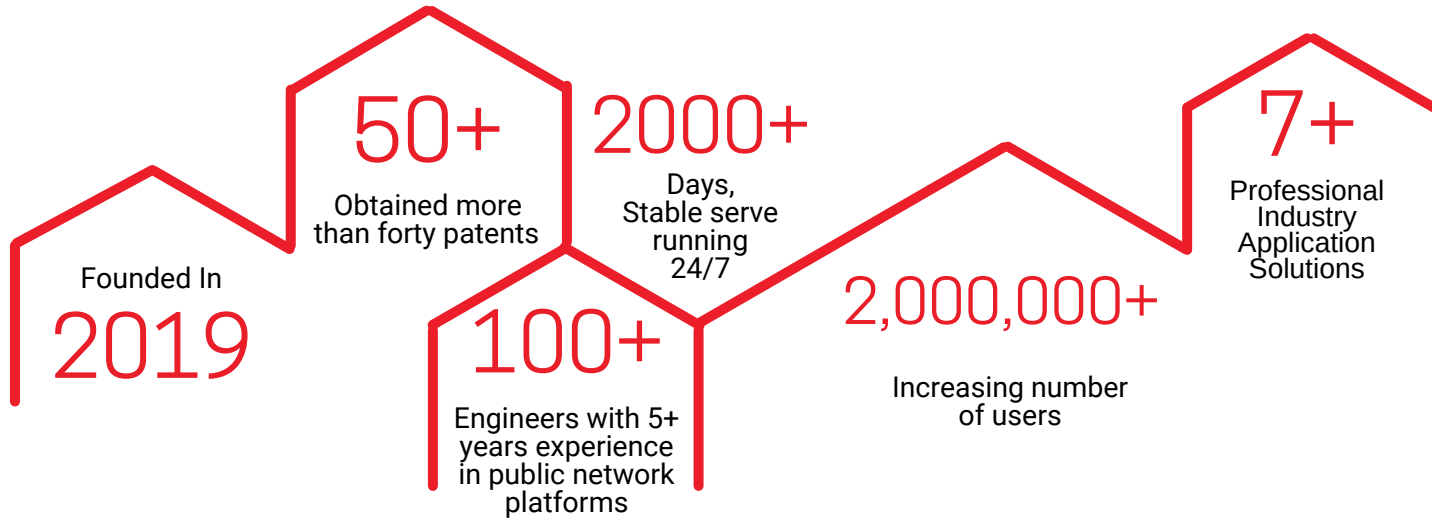 Founded In
2019
50+
Obtained more
than forty patents
100+
Engineers with 5+
years experience
in public network
platforms
2000+
Days,
Stable serve
running
24/7
2,000,000+
Increasing number
of users
7+
Professional
Industry
Application
Solutions